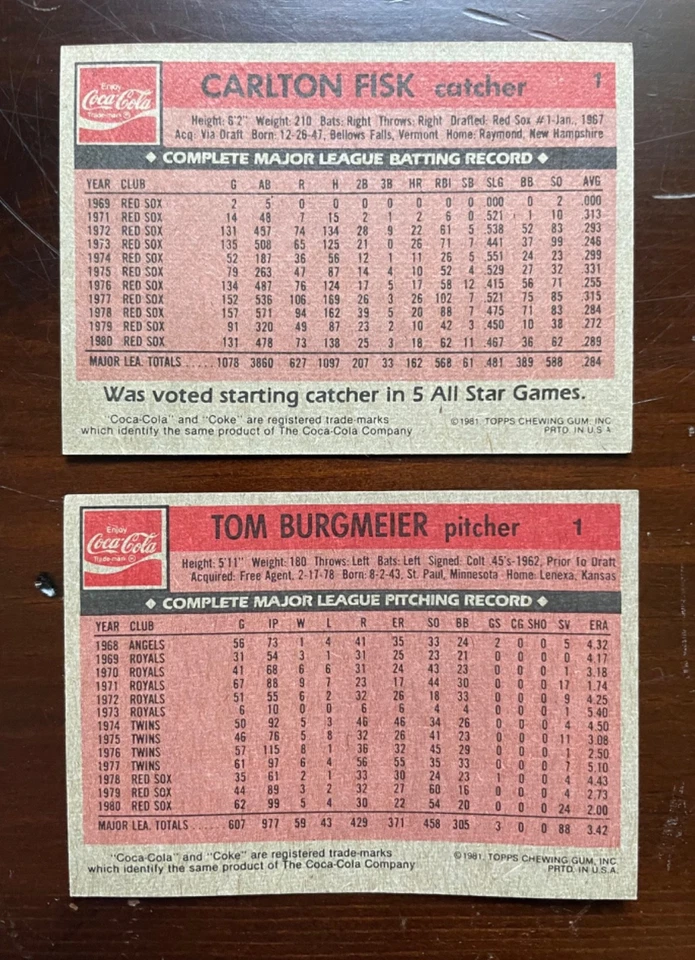 Enjoy
Coca-Cola
Trade-mark ®
CARLTON FISK catcher 1
Height: 6'2" Weight: 210 Bats: Right Throws: Right Drafted: Red Sox #1-Jan., 1967
Acq: Via Draft Born: 12-26-47, Bellows Falls, Vermont Home: Raymond, New Hampshire
◆ COMPLETE MAJOR LEAGUE BATTING RECORD ◆
YEAR CLUB G AB R H 2B 3B HR RBI SB SLG BB SO AVG
1969 RED SOX 2 5 0 0 0 0 0 0 0 .000 0 2 .000
1971 RED SOX 14 48 7 15 2 1 2 6 0 .521 1 10 .313
1972 RED SOX 131 457 74 134 28 9 22 61 5 .538 52 83 .293
1973 RED SOX 135 508 65 125 21 0 26 71 7 .441 37 99 .246
1974 RED SOX 52 187 36 56 12 1 11 26 5 .551 24 23 .299
1975 RED SOX 79 263 47 87 14 4 10 52 4 .529 27 32 .331
1976 RED SOX 134 487 76 124 17 5 17 58 12 .415 56 71 .255
1977 RED SOX 152 536 106 169 26 3 26 102 7 .521 75 85 .315
1978 RED SOX 157 571 94 162 39 5 20 88 7 .475 71 83 .284
1979 RED SOX 91 320 49 87 23 2 10 42 3 .450 10 38 .272
1980 RED SOX 131 478 73 138 25 3 18 62 11 .467 36 62 .289
MAJOR LEA. TOTALS ..... 1078 3860 627 1097 207 33 162 568 61 .481 389 588 .284
Was voted starting catcher in 5 All Star Games.
"Coca-Cola" and "Coke" are registered trade-marks
which identify the same product of The Coca-Cola Company
©1981, TOPPS CHEWING GUM, INC
PRTD. IN U.S.A.
Enjoy
Coca-Cola
Trade-mark ®
TOM BURGMEIER pitcher 1
Height: 5'11" Weight: 180 Throws: Left Bats: Left Signed: Colt .45's-1962, Prior to Draft
Acquired: Free Agent, 2-17-78 Born: 8-2-43, St. Paul, Minnesota Home: Lenexa, Kansas
◆ COMPLETE MAJOR LEAGUE PITCHING RECORD ◆
YEAR CLUB G IP W L R ER SO BB GS CG SHO SV ERA
1968 ANGELS 56 73 1 4 41 35 33 24 2 0 0 5 4.32
1969 ROYALS 31 54 3 1 30 25 23 21 0 0 0 0 4.17
1970 ROYALS 41 68 6 6 31 24 43 23 0 0 0 1 3.18
1971 ROYALS 67 88 9 7 23 17 44 30 0 0 0 17 1.74
1972 ROYALS 51 55 6 2 32 26 18 33 0 0 0 9 4.25
1973 ROYALS 6 10 0 0 6 6 4 4 0 0 0 1 5.40
1974 TWINS 50 92 5 3 46 46 34 26 0 0 0 4 4.50
1975 TWINS 46 76 5 8 32 26 41 23 0 0 0 11 3.08
1976 TWINS 57 115 8 1 36 32 45 29 0 0 0 1 2.50
1977 TWINS 61 97 6 4 56 55 35 33 0 0 0 7 5.10
1978 RED SOX 35 61 2 1 33 30 24 23 1 0 0 4 4.43
1979 RED SOX 44 89 3 2 32 27 60 16 0 0 0 4 2.73
1980 RED SOX 62 99 5 4 30 22 54 20 0 0 0 24 2.00
MAJOR LEA. TOTALS ...... 607 977 59 43 429 371 458 305 3 0 0 88 3.42
"Coca-Cola" and "Coke" are registered trade-marks
which identify the same product of The Coca-Cola Company
©1981, TOPPS CHEWING GUM, INC
PRTD. IN U.S.A.